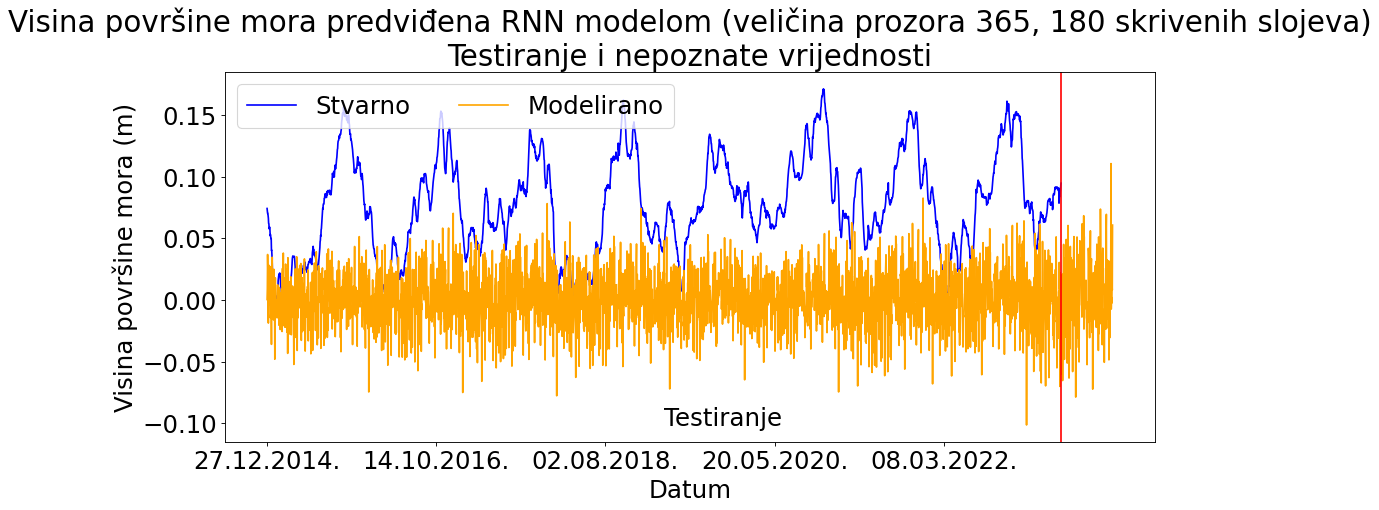 Visina površine mora predviđena RNN modelom (veličina prozora 365, 180 skrivenih slojeva)
Testiranje i nepoznate vrijednosti
Stvarno
Modelirano
Visina površine mora (m)
0.15
0.10
0.05
0.00
−0.05
−0.10
Testiranje
27.12.2014.
14.10.2016.
02.08.2018.
20.05.2020.
08.03.2022.
Datum